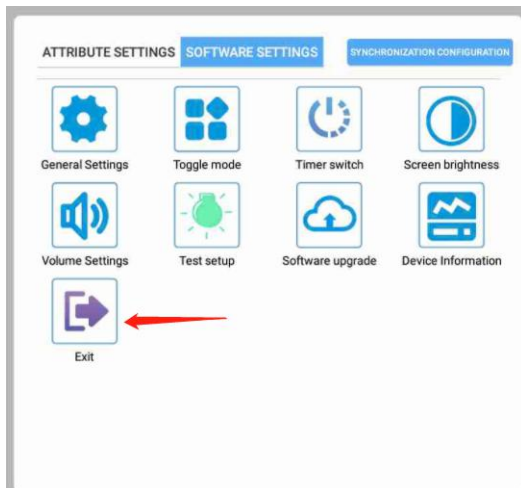 ATTRIBUTE SETTINGS SOFTWARE SETTINGS SYNCHRONIZATION CONFIGURATION
General Settings Toggle mode Timer switch Screen brightness
Volume Settings Test setup Software upgrade Device Information
Exit